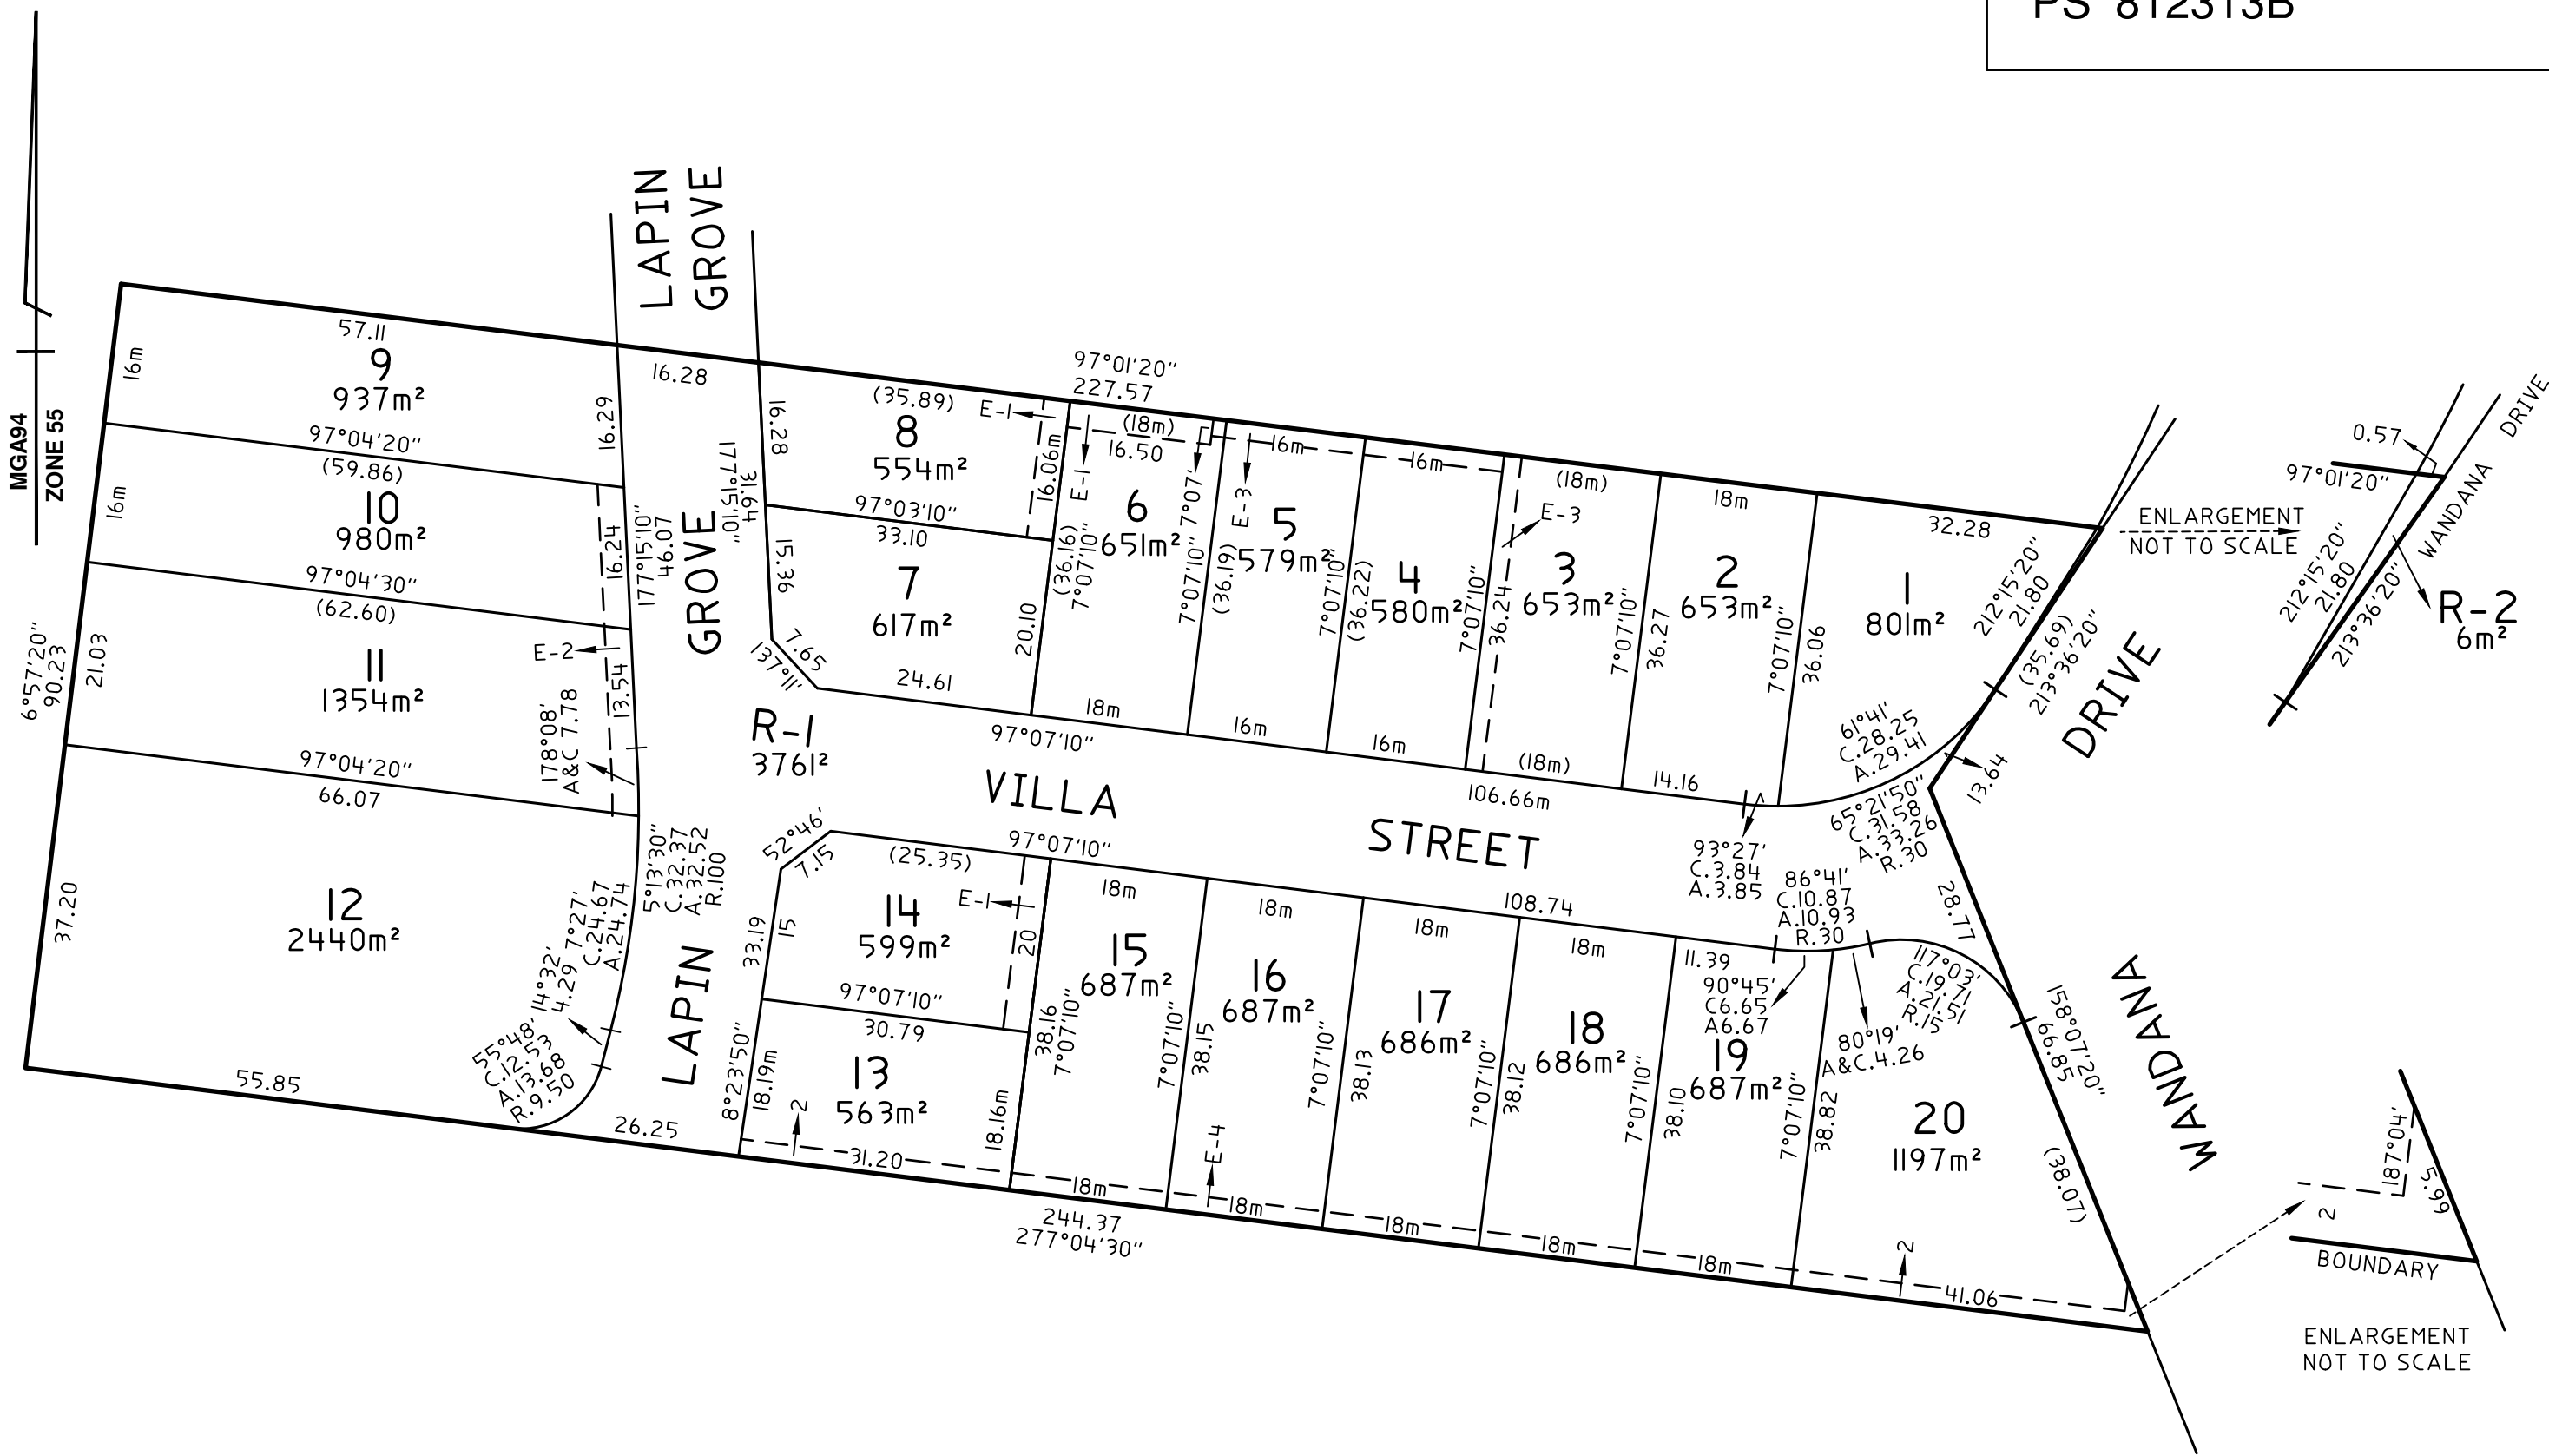 PS 812313B
MGA94
ZONE 55
LAPIN
GROVE
57.11
9
937m²
16m
97°04'20"
(59.86)
16.29
16.28
10
980m²
16m
97°04'30"
(62.60)
16.24
177°15'10"
46.07
11
1354m²
21.03
6°57'20"
90.23
E-2
13.54
178°08'
A&C 7.78
97°04'20"
66.07
12
2440m²
37.20
55.85
5°13'30"
C.32.37
A.32.52
R.100
7°27'
C.24.67
A.24.74
14°32'
4.29
55°48'
C.12.53
A.13.68
R.9.50
26.25
GROVE
LAPIN
R-1
3761²
97°01'20"
227.57
(35.89)
E-1
8
554m²
16.28
177°15'10"
31.64
16.06m
97°03'10"
33.10
7
617m²
15.36
7.65
137°11'
24.61
20.10
(18m)
16.50
E-1
6
651m²
(36.16)
7°07'10"
7°07'
18m
16m
E-3
5
579m²
7°07'10"
(36.19)
16m
16m
4
580m²
7°07'10"
(36.22)
16m
(18m)
E-3
3
653m²
7°07'10"
36.24
(18m)
18m
2
653m²
7°07'10"
36.27
14.16
32.28
1
801m²
7°07'10"
36.06
212°15'20"
21.80
(35.69)
213°36'20"
61°41'
C.28.25
A.29.41
13.64
65°21'50"
C.31.58
A.33.26
R.30
93°27'
C.3.84
A.3.85
97°07'10"
106.66m
VILLA
STREET
97°07'10"
108.74
52°46'
7.15
(25.35)
E-1
14
599m²
33.19
15
20
97°07'10"
30.79
13
563m²
8°23'50"
18.19m
18.16m
2
31.20
18m
15
687m²
38.16
7°07'10"
18m
18m
16
687m²
7°07'10"
38.15
E-4
18m
18m
17
686m²
7°07'10"
38.13
18m
18m
18
686m²
7°07'10"
38.12
18m
11.39
19
687m²
7°07'10"
38.10
18m
86°41'
C.10.87
A.10.93
R.30
90°45'
C6.65
A6.67
80°19'
A&C.4.26
117°03'
C.19.71
A.21.51
R.15
20
1197m²
7°07'10"
38.82
2
41.06
28.77
158°07'20"
66.85
(38.07)
244.37
277°04'30"
DRIVE
WANDANA
ENLARGEMENT
NOT TO SCALE
0.57
97°01'20"
212°15'20"
21.80
213°36'20"
WANDANA DRIVE
R-2
6m²
187°04'
5.99
2
BOUNDARY
ENLARGEMENT
NOT TO SCALE